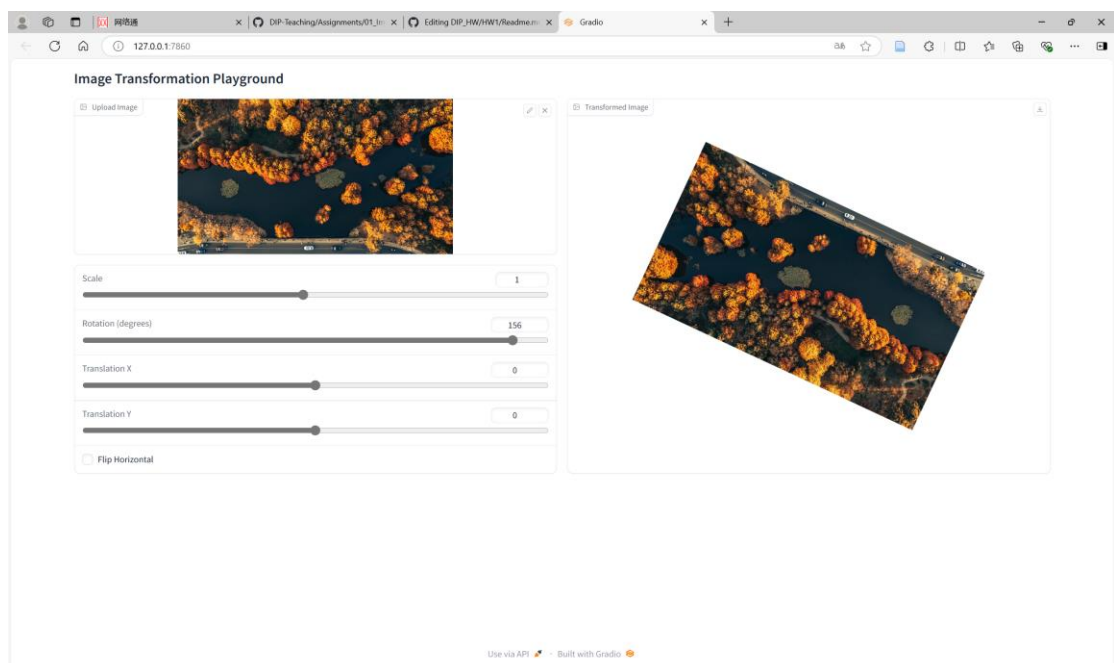 网络通
DIP-Teaching/Assignments/01_Im
Editing DIP_HW/HW1/Readme.m
Gradio
127.0.0.1:7860
Image Transformation Playground
Upload Image
Transformed Image
Scale
1
Rotation (degrees)
156
Translation X
0
Translation Y
0
Flip Horizontal
Use via API
·
Built with Gradio